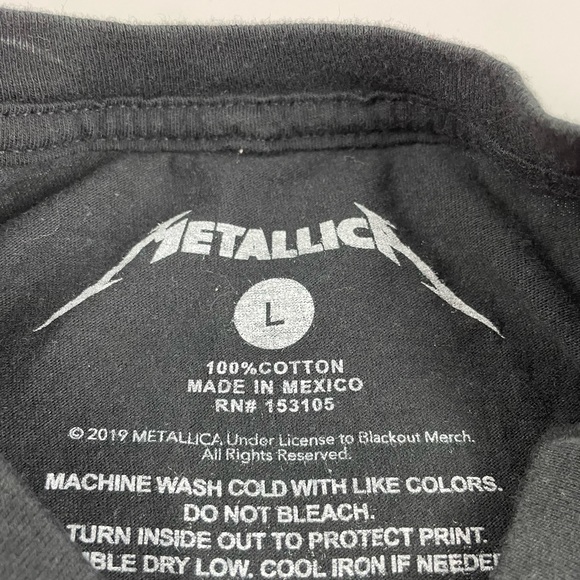 METALLICA
L
100% COTTON
MADE IN MEXICO
RN# 153105
© 2019 METALLICA Under License to Blackout Merch.
All Rights Reserved.
MACHINE WASH COLD WITH LIKE COLORS.
DO NOT BLEACH.
TURN INSIDE OUT TO PROTECT PRINT.
DRY LOW. COOL IRON IF